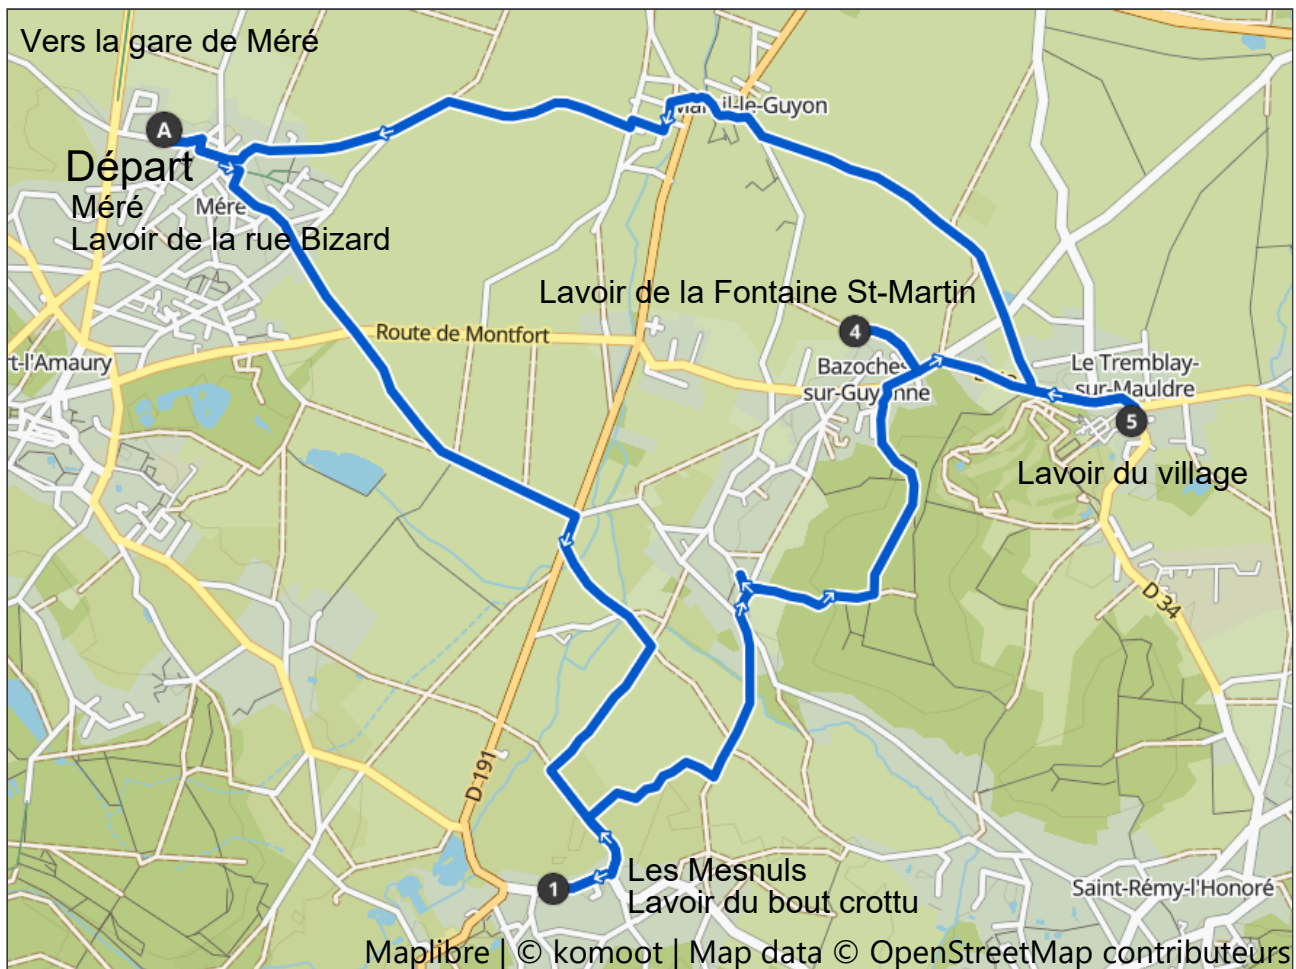 Vers la gare de Méré
Mareil-le-Guyon
A
Départ
Méré
Méré
Lavoir de la rue Bizard
Lavoir de la Fontaine St-Martin
Route de Montfort
4
rt-l'Amaury
Bazoches-
sur-Guyonne
Le Tremblay-
sur-Mauldre
5
Lavoir du village
D 34
D 191
1
Les Mesnuls
Lavoir du bout crottu
Saint-Rémy-l'Honoré
Maplibre | © komoot | Map data © OpenStreetMap contributeurs